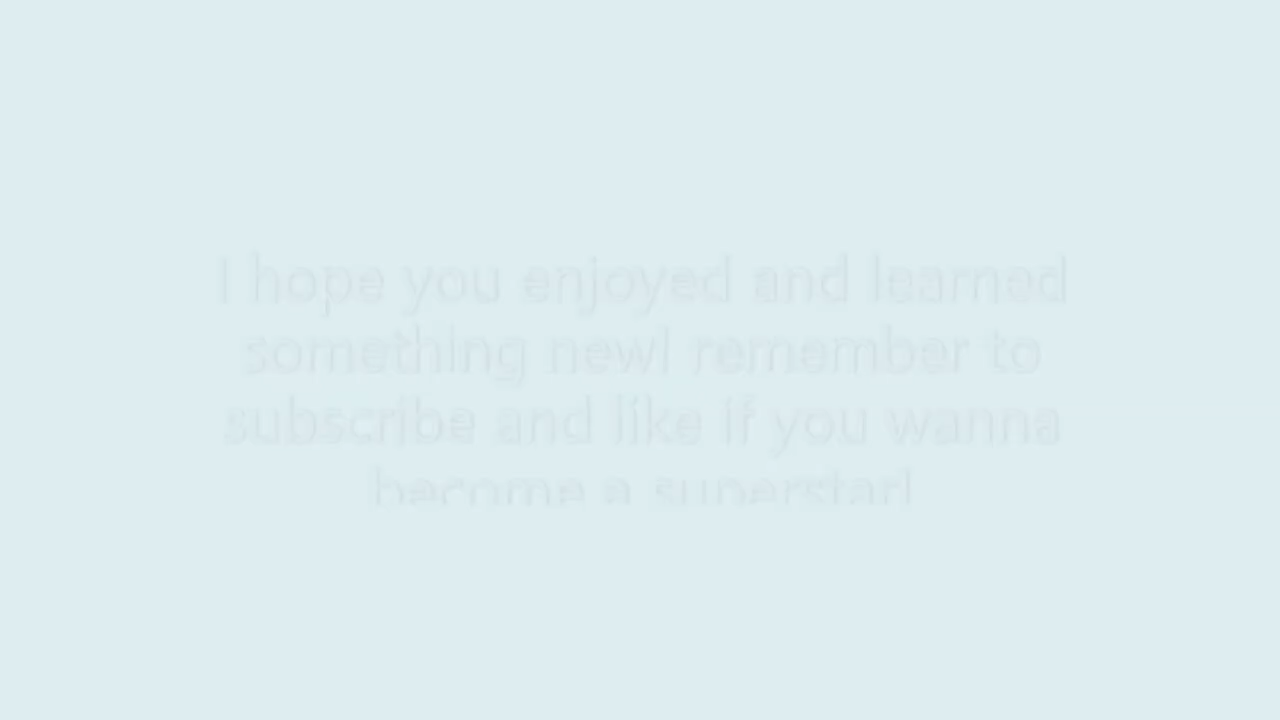 I hope you enjoyed and learned
something new! remember to
subscribe and like if you wanna
become a superstar!